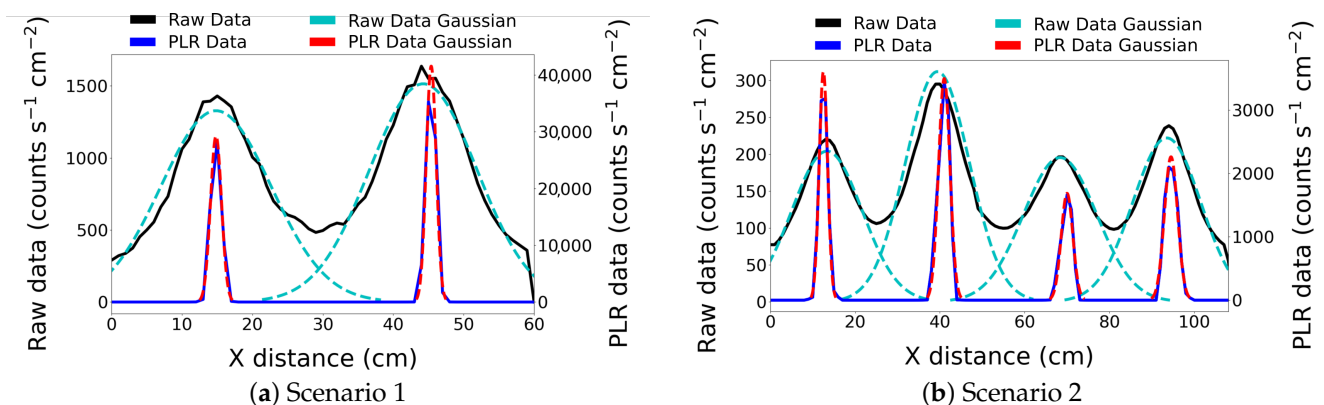 Raw Data
Raw Data Gaussian
PLR Data
PLR Data Gaussian
Raw data (counts s⁻¹ cm⁻²)
1500
1000
500
0
40,000
30,000
20,000
10,000
0
PLR data (counts s⁻¹ cm⁻²)
0 10 20 30 40 50 60
X distance (cm)
(a) Scenario 1
Raw Data
Raw Data Gaussian
PLR Data
PLR Data Gaussian
Raw data (counts s⁻¹ cm⁻²)
300
250
200
150
100
50
0
3000
2000
1000
0
PLR data (counts s⁻¹ cm⁻²)
0 20 40 60 80 100
X distance (cm)
(b) Scenario 2